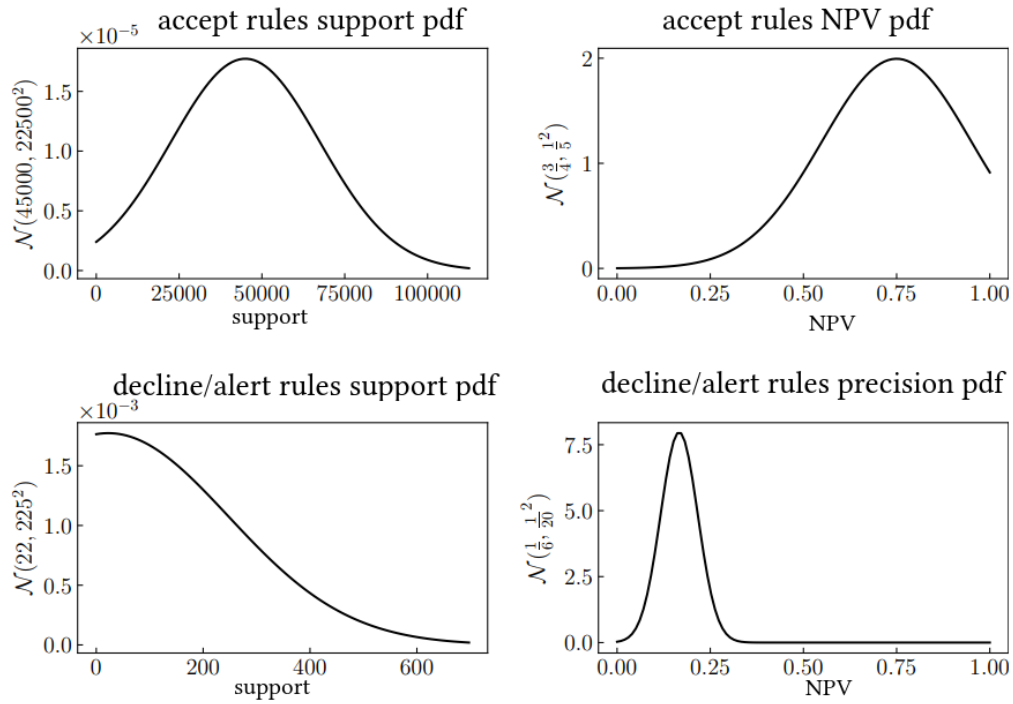 accept rules support pdf
×10⁻⁵
𝒩(45000, 22500²)
1.5
1.0
0.5
0.0
0 25000 50000 75000 100000
support
accept rules NPV pdf
𝒩(3/4, 1/5²)
2
1
0
0.00 0.25 0.50 0.75 1.00
NPV
decline/alert rules support pdf
×10⁻³
𝒩(22, 225²)
1.5
1.0
0.5
0.0
0 200 400 600
support
decline/alert rules precision pdf
𝒩(1/6, 1/20²)
7.5
5.0
2.5
0.0
0.00 0.25 0.50 0.75 1.00
NPV